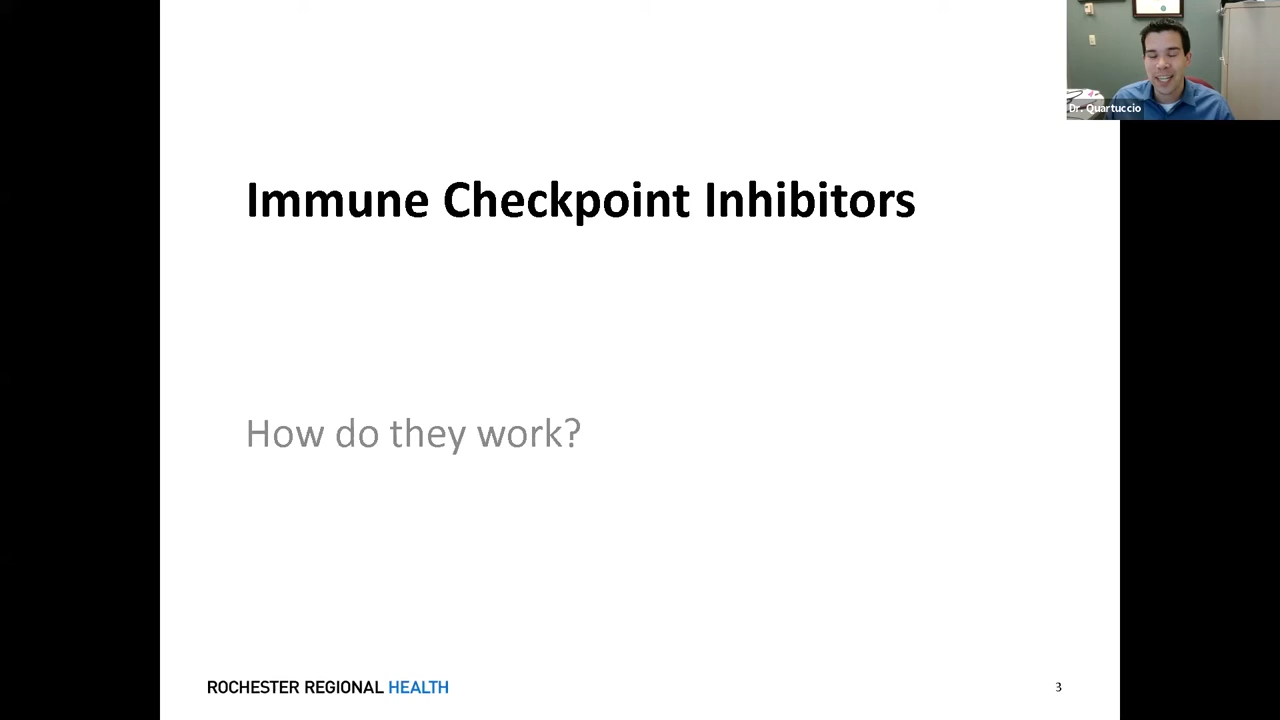 Dr. Quartuccio
Immune Checkpoint Inhibitors
How do they work?
ROCHESTER REGIONAL HEALTH
3